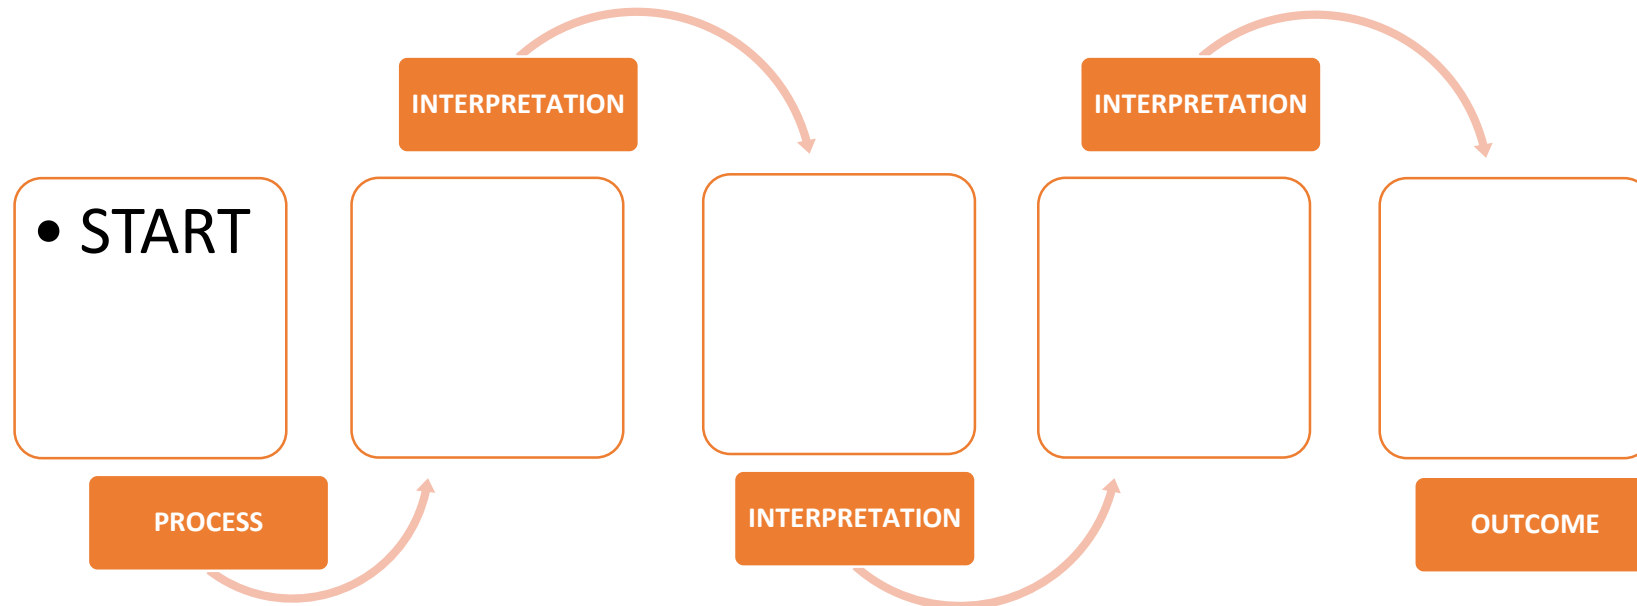 INTERPRETATION
INTERPRETATION
• START
PROCESS
INTERPRETATION
OUTCOME